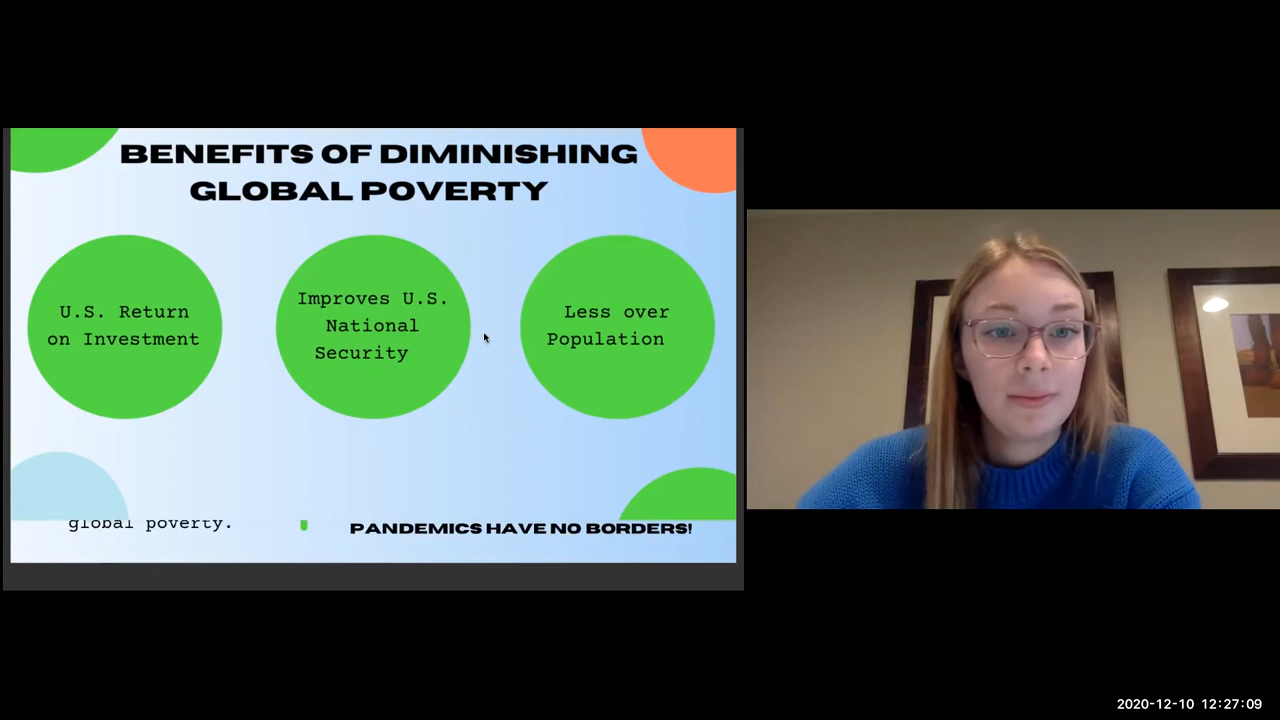 BENEFITS OF DIMINISHING
GLOBAL POVERTY
U.S. Return
on Investment
Improves U.S.
National
Security
Less over
Population
global poverty.
PANDEMICS HAVE NO BORDERS!
2020-12-10 12:27:09